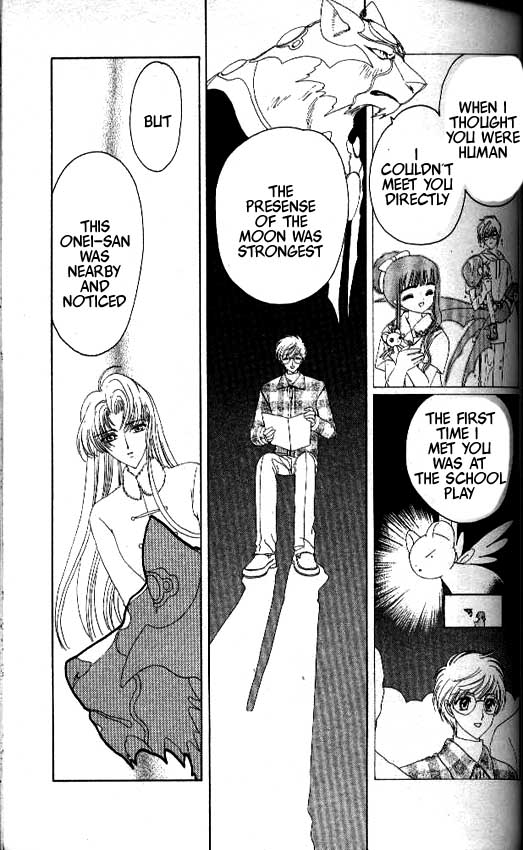 WHEN I
THOUGHT
YOU WERE
HUMAN
I
COULDN'T
MEET YOU
DIRECTLY
THE FIRST
TIME I
MET YOU
WAS AT
THE SCHOOL
PLAY
THE
PRESENSE
OF THE
MOON WAS
STRONGEST
BUT
THIS
ONEI-SAN
WAS
NEARBY
AND
NOTICED